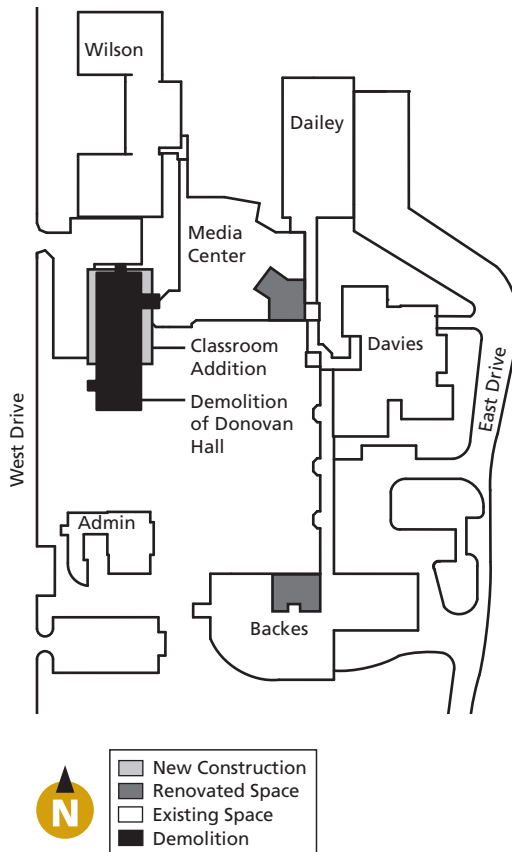 Wilson
Dailey
Media
Center
Davies
Classroom
Addition
Demolition
of Donovan
Hall
West Drive
East Drive
Admin
Backes
N
New Construction
Renovated Space
Existing Space
Demolition